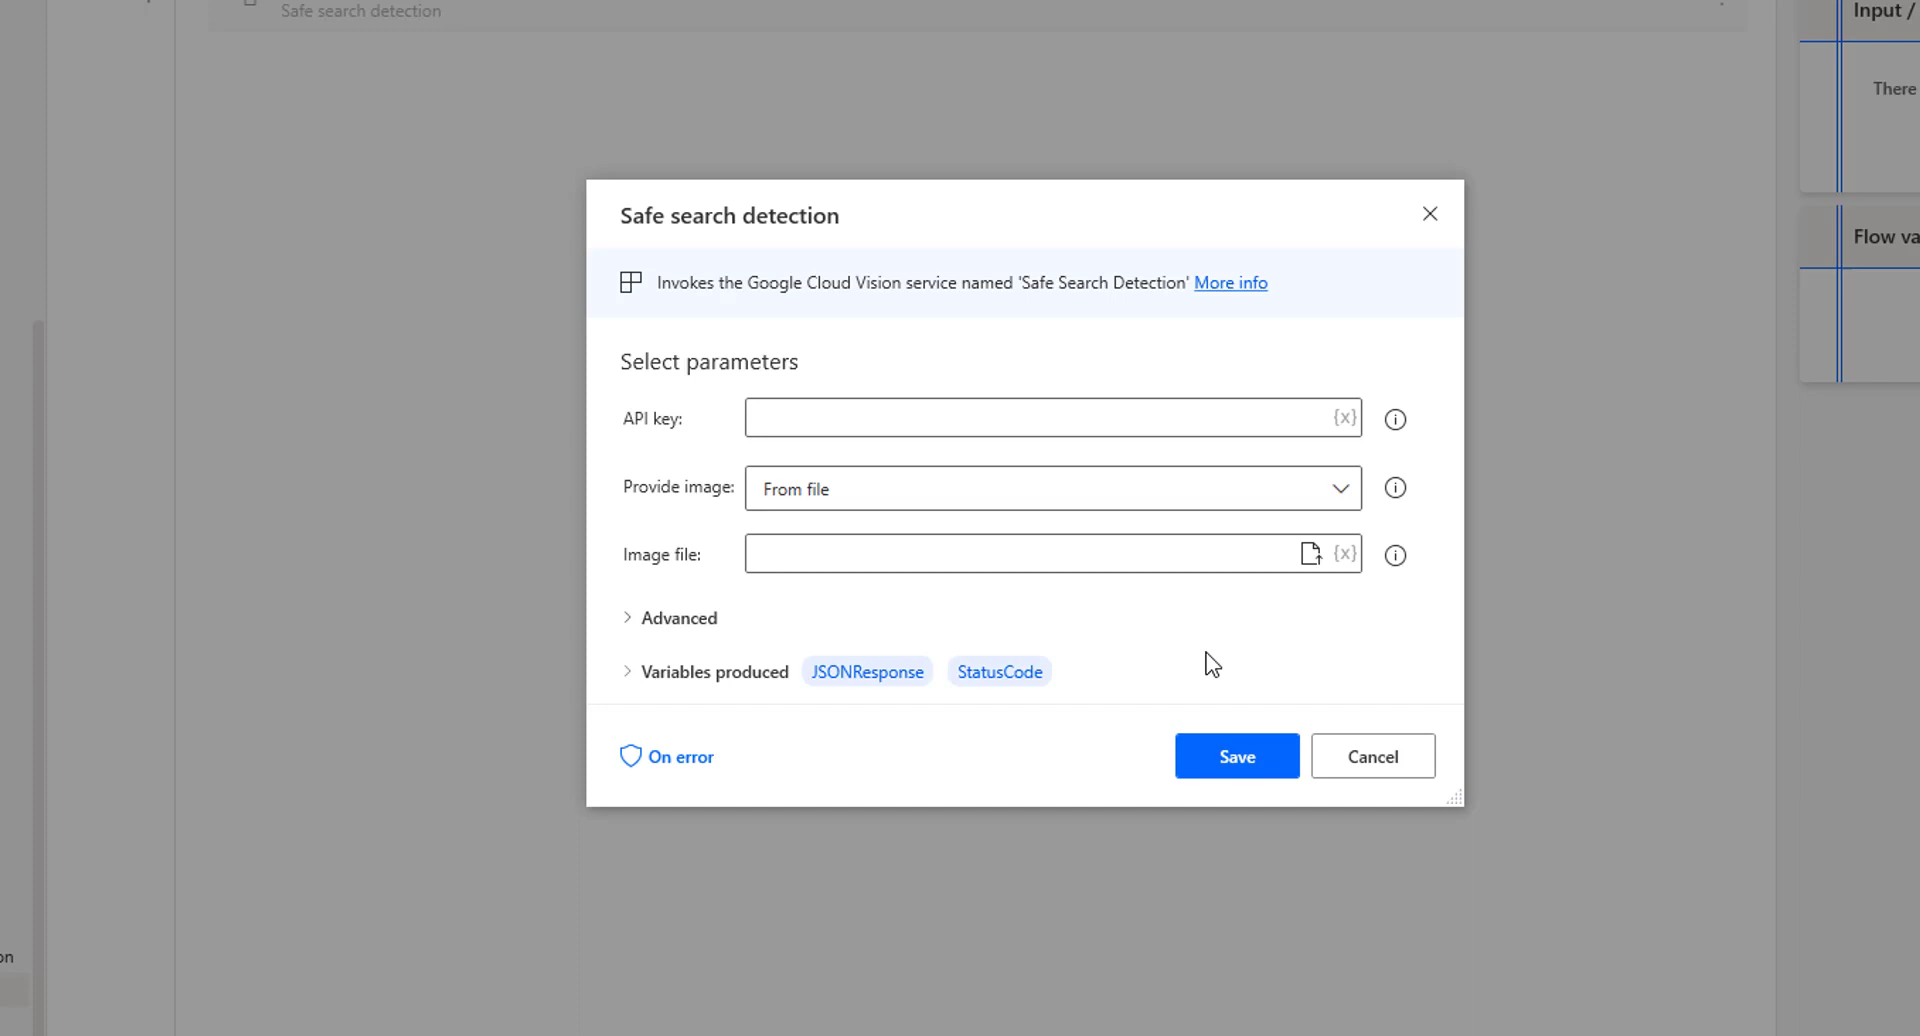 Safe search detection
Input /
There
Flow va
Safe search detection
Invokes the Google Cloud Vision service named 'Safe Search Detection' More info
Select parameters
API key:
{x}
Provide image:
From file
Image file:
{x}
Advanced
Variables produced JSONResponse StatusCode
On error
Save
Cancel
on